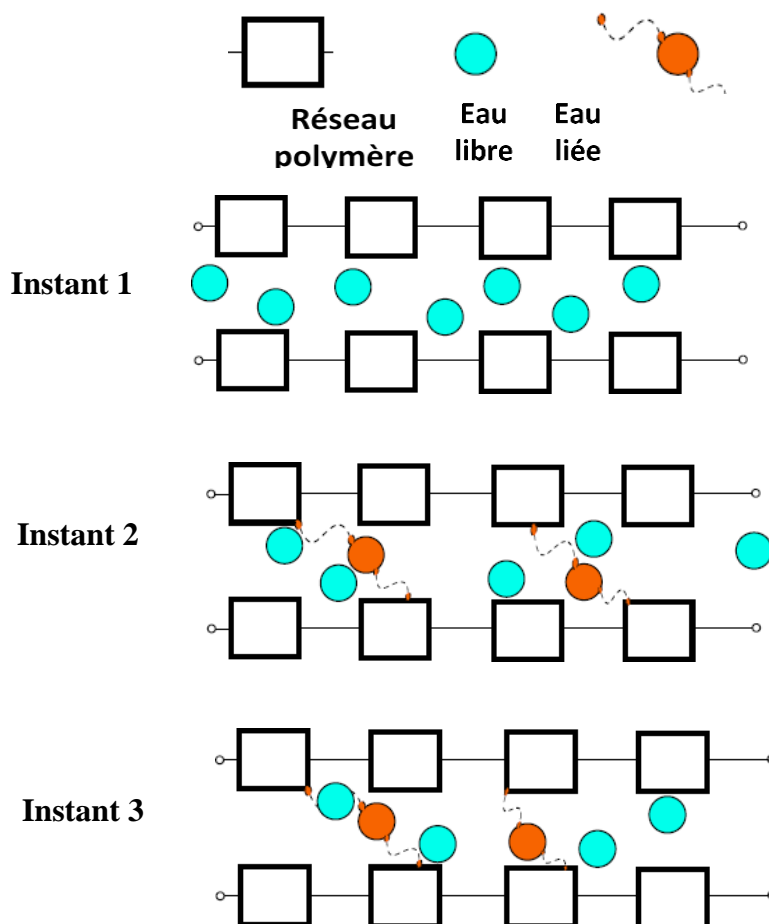 Réseau
polymère
Eau
libre
Eau
liée
Instant 1
Instant 2
Instant 3